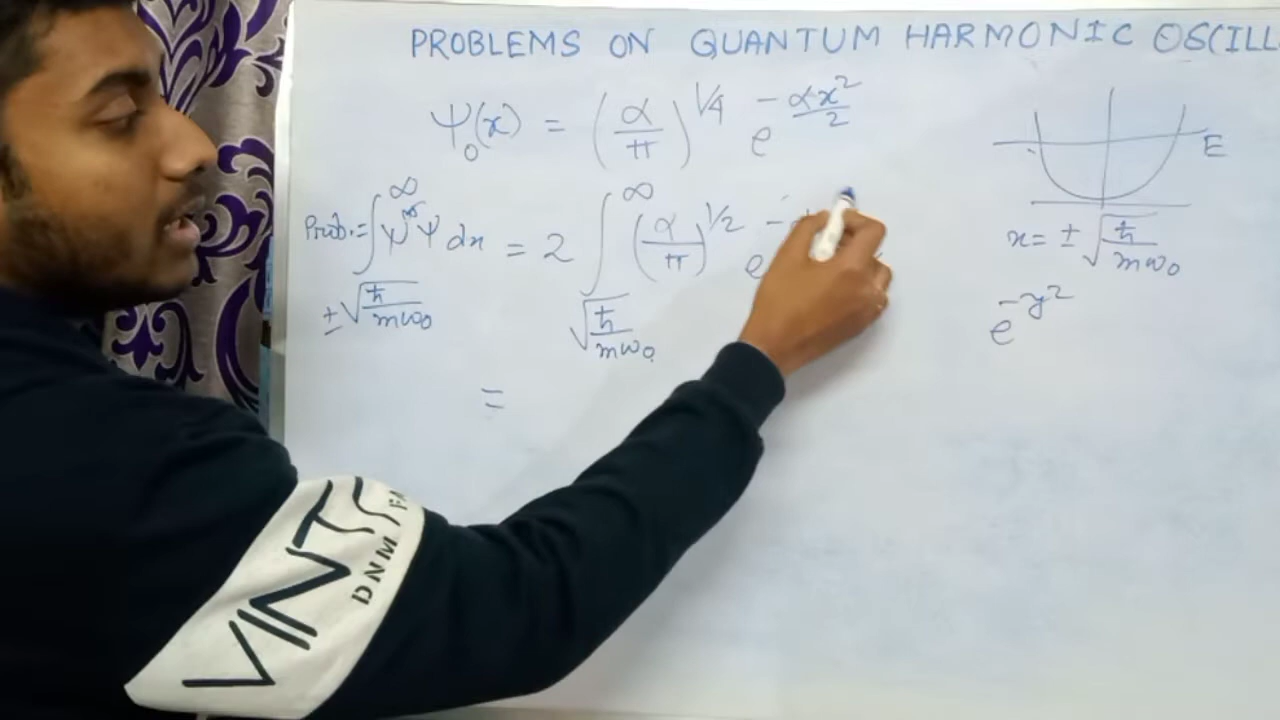 PROBLEMS ON QUANTUM HARMONIC OSCILL
ψ₀(x) = (α/π)^1/4 e^-αx²/2
E
Prob. = ∫_{±√(ħ/mω₀)}^∞ ψ* ψ dx = 2 ∫_{√(ħ/mω₀)}^∞ (α/π)^1/2 e^-
x = ± √(ħ/mω₀)
e^-y²
=
VINT
DNM
FA